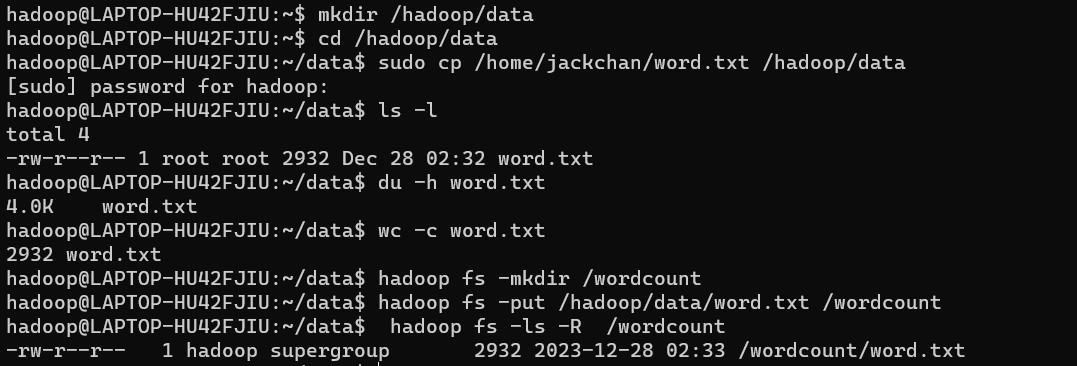 hadoop@LAPTOP-HU42FJIU:~$ mkdir /hadoop/data
hadoop@LAPTOP-HU42FJIU:~$ cd /hadoop/data
hadoop@LAPTOP-HU42FJIU:~/data$ sudo cp /home/jackchan/word.txt /hadoop/data
[sudo] password for hadoop:
hadoop@LAPTOP-HU42FJIU:~/data$ ls -l
total 4
-rw-r--r-- 1 root root 2932 Dec 28 02:32 word.txt
hadoop@LAPTOP-HU42FJIU:~/data$ du -h word.txt
4.0K    word.txt
hadoop@LAPTOP-HU42FJIU:~/data$ wc -c word.txt
2932 word.txt
hadoop@LAPTOP-HU42FJIU:~/data$ hadoop fs -mkdir /wordcount
hadoop@LAPTOP-HU42FJIU:~/data$ hadoop fs -put /hadoop/data/word.txt /wordcount
hadoop@LAPTOP-HU42FJIU:~/data$  hadoop fs -ls -R  /wordcount
-rw-r--r--   1 hadoop supergroup       2932 2023-12-28 02:33 /wordcount/word.txt